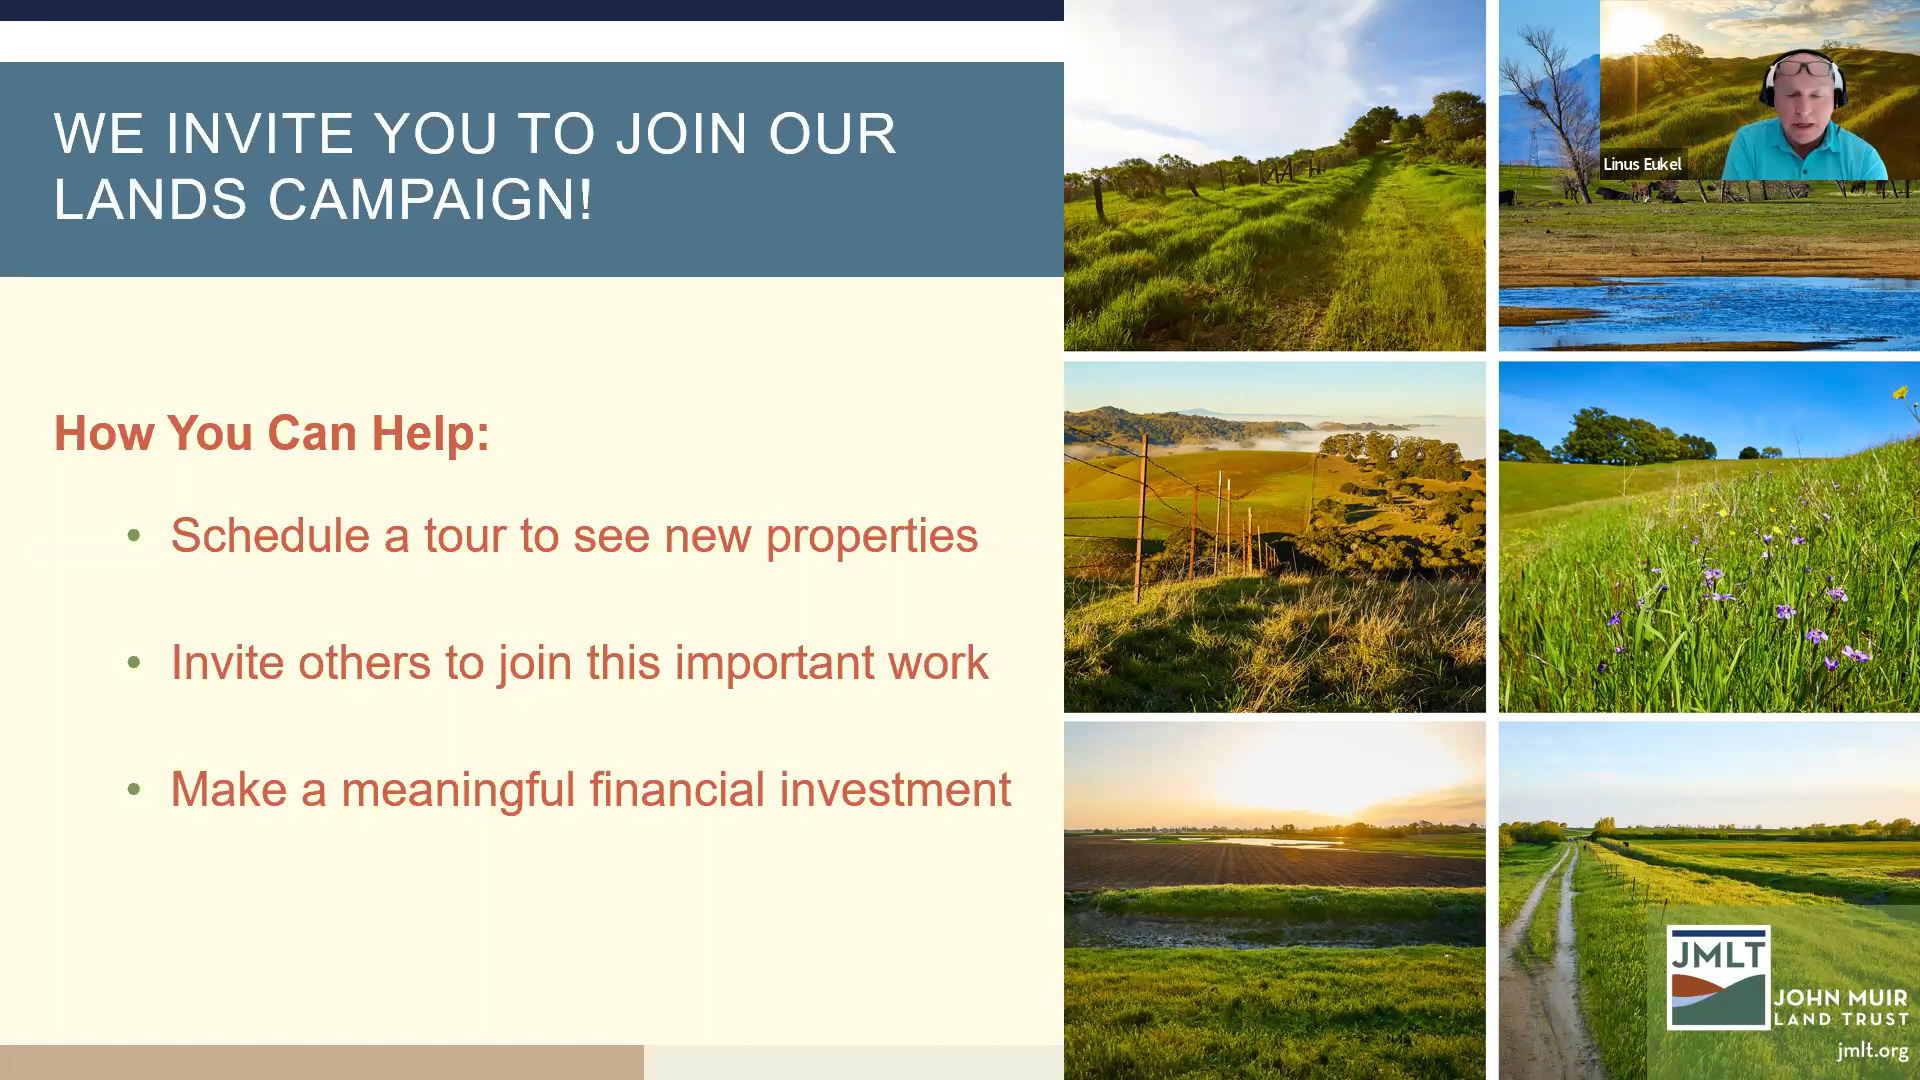 WE INVITE YOU TO JOIN OUR
LANDS CAMPAIGN!
How You Can Help:
• Schedule a tour to see new properties
• Invite others to join this important work
• Make a meaningful financial investment
Linus Eukel
JMLT
JOHN MUIR
LAND TRUST
jmlt.org